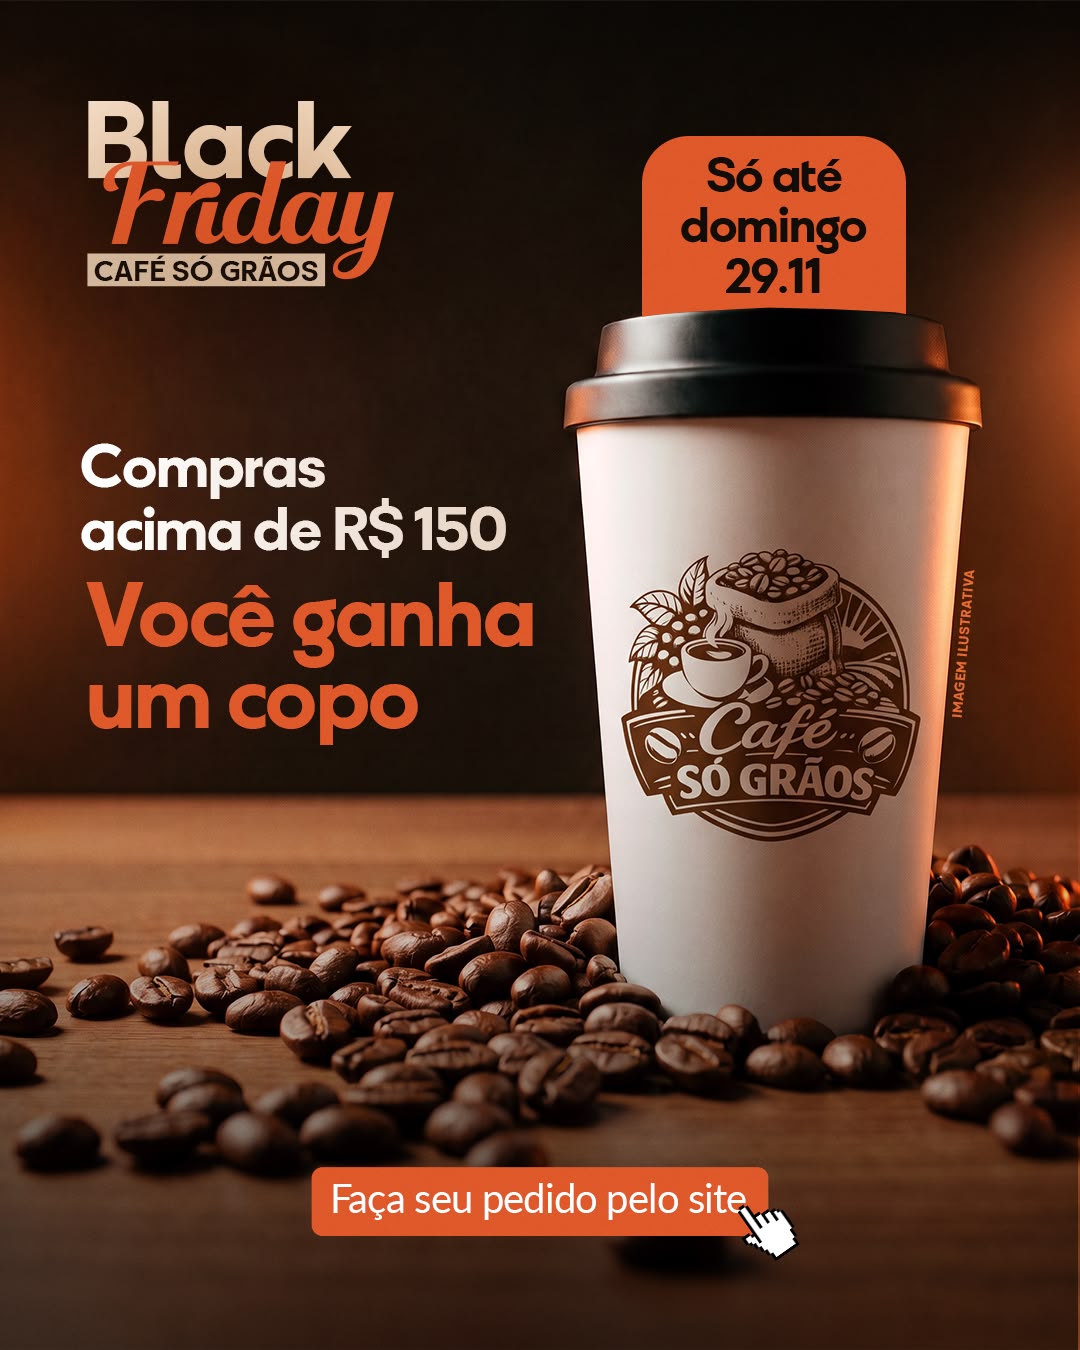 Black
Friday
CAFÉ SÓ GRÃOS
Só até
domingo
29.11
Compras
acima de R$ 150
Você ganha
um copo
IMAGEM ILUSTRATIVA
Café
SÓ GRÃOS
Faça seu pedido pelo site